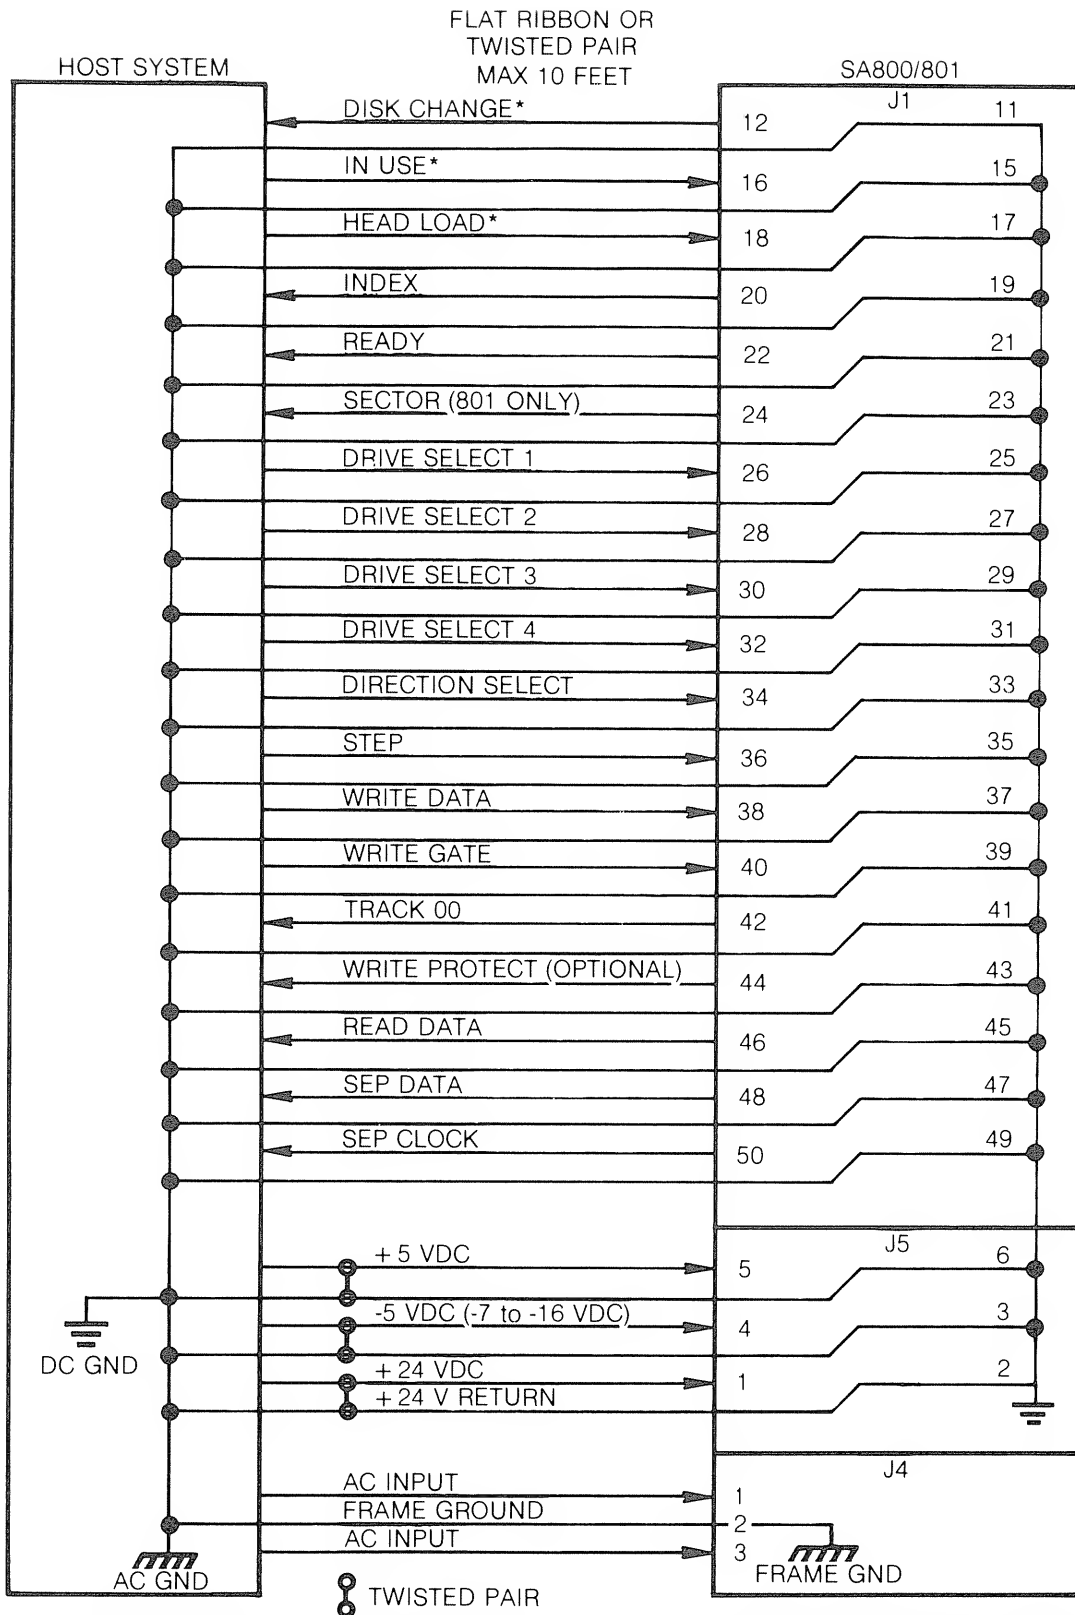 FLAT RIBBON OR
TWISTED PAIR
MAX 10 FEET
HOST SYSTEM
SA800/801
J1
DISK CHANGE*
12
11
IN USE*
16
15
HEAD LOAD*
18
17
INDEX
20
19
READY
22
21
SECTOR (801 ONLY)
24
23
DRIVE SELECT 1
26
25
DRIVE SELECT 2
28
27
DRIVE SELECT 3
30
29
DRIVE SELECT 4
32
31
DIRECTION SELECT
34
33
STEP
36
35
WRITE DATA
38
37
WRITE GATE
40
39
TRACK 00
42
41
WRITE PROTECT (OPTIONAL)
44
43
READ DATA
46
45
SEP DATA
48
47
SEP CLOCK
50
49
J5
+ 5 VDC
5
6
-5 VDC (-7 to -16 VDC)
4
3
DC GND
+ 24 VDC
1
2
+ 24 V RETURN
J4
AC INPUT
1
FRAME GROUND
2
AC INPUT
3
AC GND
FRAME GND
TWISTED PAIR